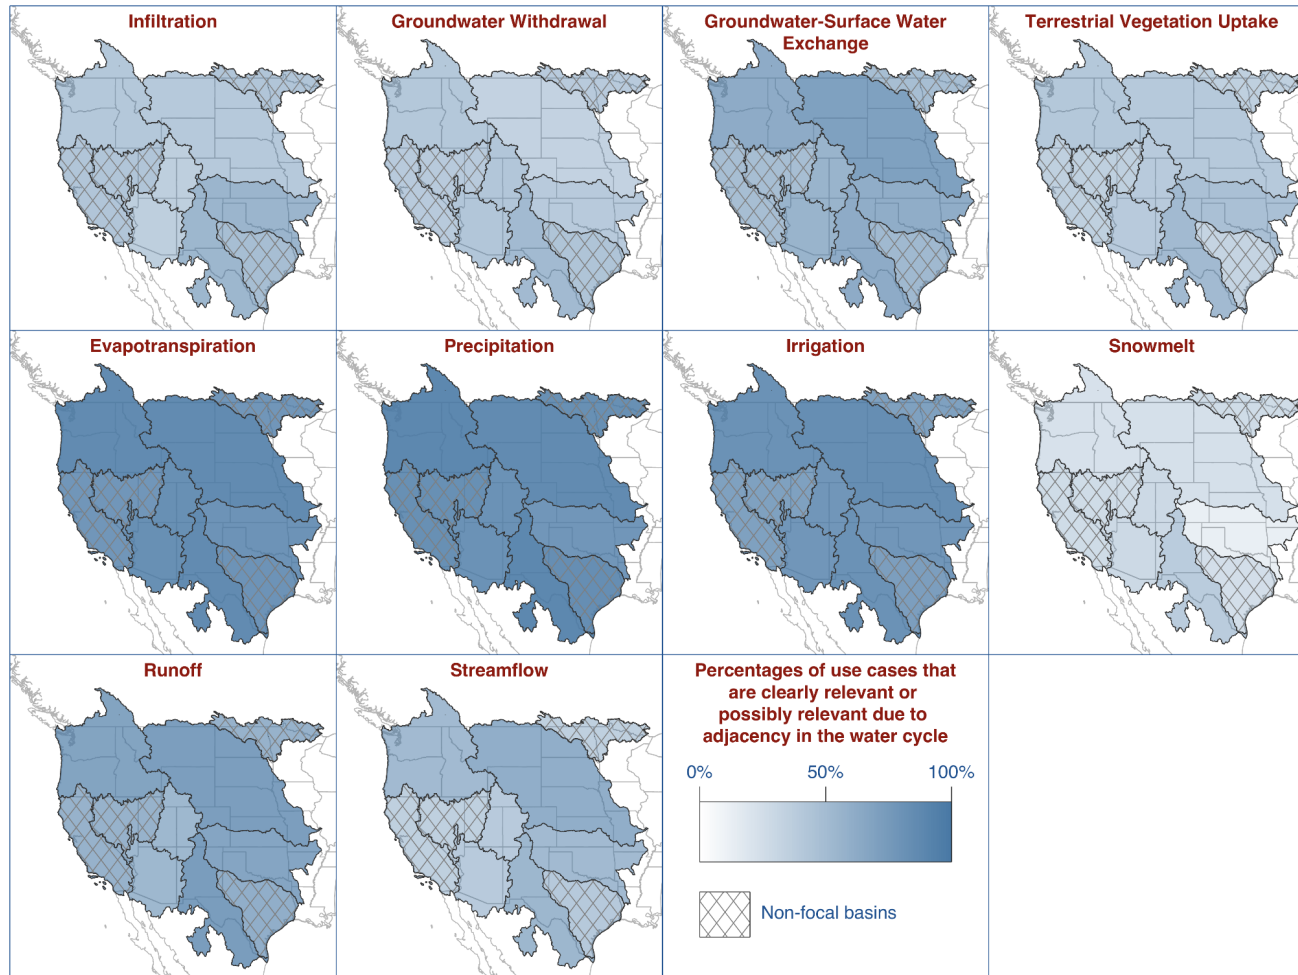 Infiltration
Groundwater Withdrawal
Groundwater-Surface Water
Exchange
Terrestrial Vegetation Uptake
Evapotranspiration
Precipitation
Irrigation
Snowmelt
Runoff
Streamflow
Percentages of use cases that
are clearly relevant or
possibly relevant due to
adjacency in the water cycle
0% 50% 100%
Non-focal basins